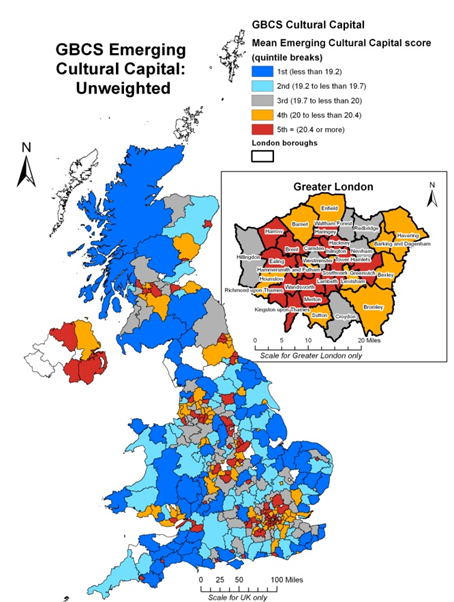 GBCS Emerging
Cultural Capital:
Unweighted
GBCS Cultural Capital
Mean Emerging Cultural Capital score
(quintile breaks)
1st (less than 19.2)
2nd (19.2 to less than 19.7)
3rd (19.7 to less than 20)
4th (20 to less than 20.4)
5th = (20.4 or more)
London boroughs
N
Greater London
N
Enfield
Barnet
Waltham Forest
Haringey
Redbridge
Harrow
Havering
Hackney
Barking and Dagenham
Brent
Camden
Islington
Newham
Hillingdon
Ealing
Westminster
Tower Hamlets
Hammersmith and Fulham
Southwark
Greenwich
Bexley
Hounslow
Lambeth
Lewisham
Richmond upon Thames
Wandsworth
Merton
Kingston upon Thames
Bromley
Sutton
Croydon
0 5 10 20 Miles
Scale for Greater London only
0 25 50 100 Miles
Scale for UK only